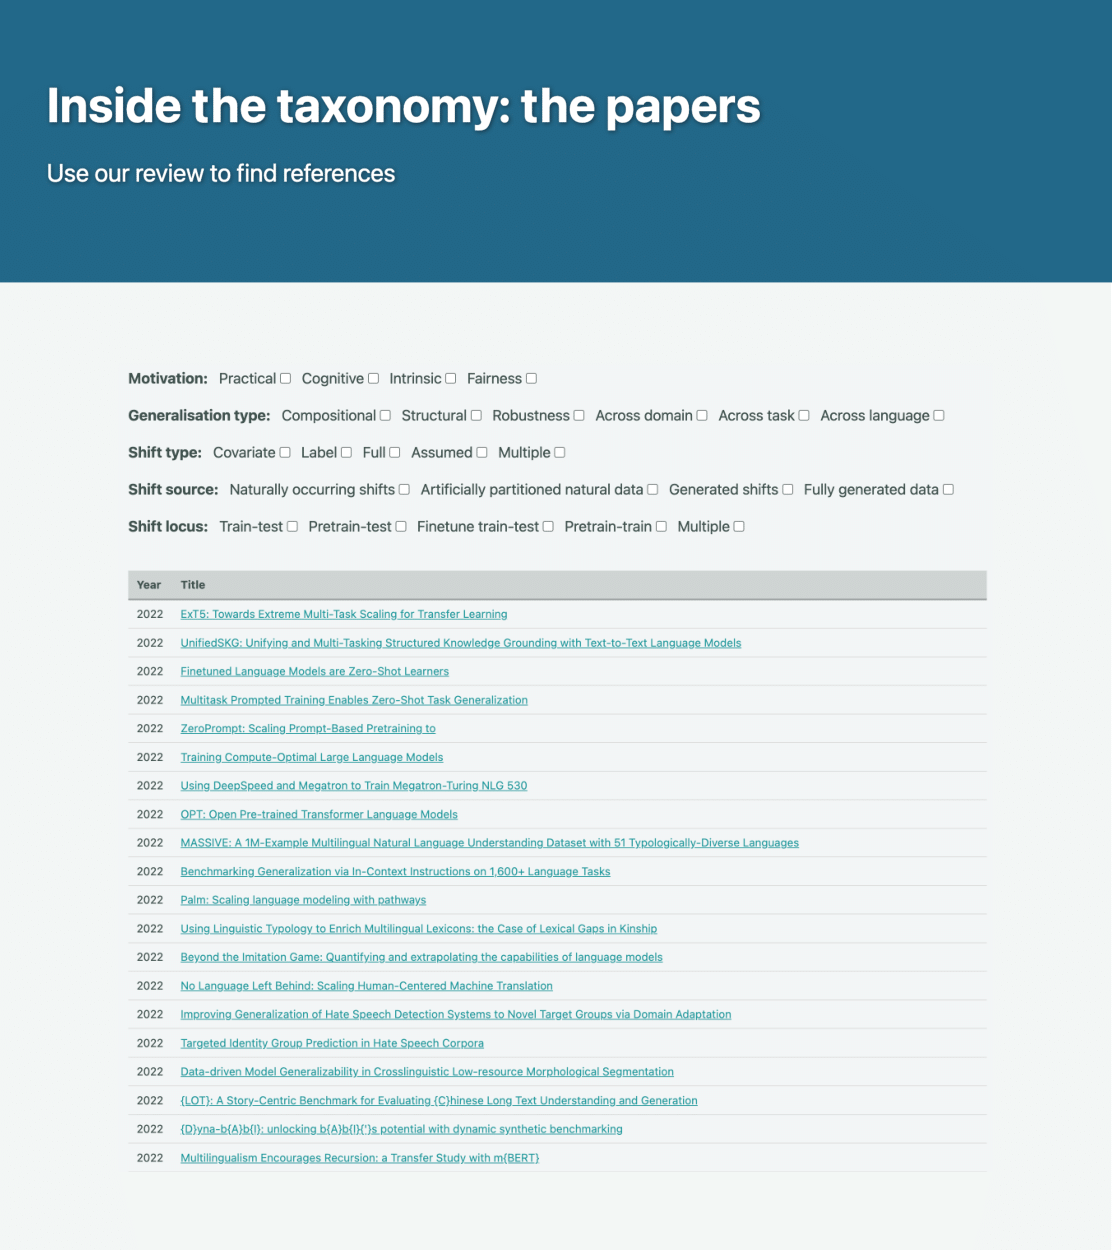 Inside the taxonomy: the papers
Use our review to find references
Motivation: Practical Cognitive Intrinsic Fairness
Generalisation type: Compositional Structural Robustness Across domain Across task Across language
Shift type: Covariate Label Full Assumed Multiple
Shift source: Naturally occurring shifts Artificially partitioned natural data Generated shifts Fully generated data
Shift locus: Train-test Pretrain-test Finetune train-test Pretrain-train Multiple
Year Title
2022 ExT5: Towards Extreme Multi-Task Scaling for Transfer Learning
2022 UnifiedSKG: Unifying and Multi-Tasking Structured Knowledge Grounding with Text-to-Text Language Models
2022 Finetuned Language Models are Zero-Shot Learners
2022 Multitask Prompted Training Enables Zero-Shot Task Generalization
2022 ZeroPrompt: Scaling Prompt-Based Pretraining to
2022 Training Compute-Optimal Large Language Models
2022 Using DeepSpeed and Megatron to Train Megatron-Turing NLG 530
2022 OPT: Open Pre-trained Transformer Language Models
2022 MASSIVE: A 1M-Example Multilingual Natural Language Understanding Dataset with 51 Typologically-Diverse Languages
2022 Benchmarking Generalization via In-Context Instructions on 1,600+ Language Tasks
2022 Palm: Scaling language modeling with pathways
2022 Using Linguistic Typology to Enrich Multilingual Lexicons: the Case of Lexical Gaps in Kinship
2022 Beyond the Imitation Game: Quantifying and extrapolating the capabilities of language models
2022 No Language Left Behind: Scaling Human-Centered Machine Translation
2022 Improving Generalization of Hate Speech Detection Systems to Novel Target Groups via Domain Adaptation
2022 Targeted Identity Group Prediction in Hate Speech Corpora
2022 Data-driven Model Generalizability in Crosslinguistic Low-resource Morphological Segmentation
2022 {LOT}: A Story-Centric Benchmark for Evaluating {C}hinese Long Text Understanding and Generation
2022 {D}yna-b{A}b{I}: unlocking b{A}b{I}{'}s potential with dynamic synthetic benchmarking
2022 Multilingualism Encourages Recursion: a Transfer Study with m{BERT}